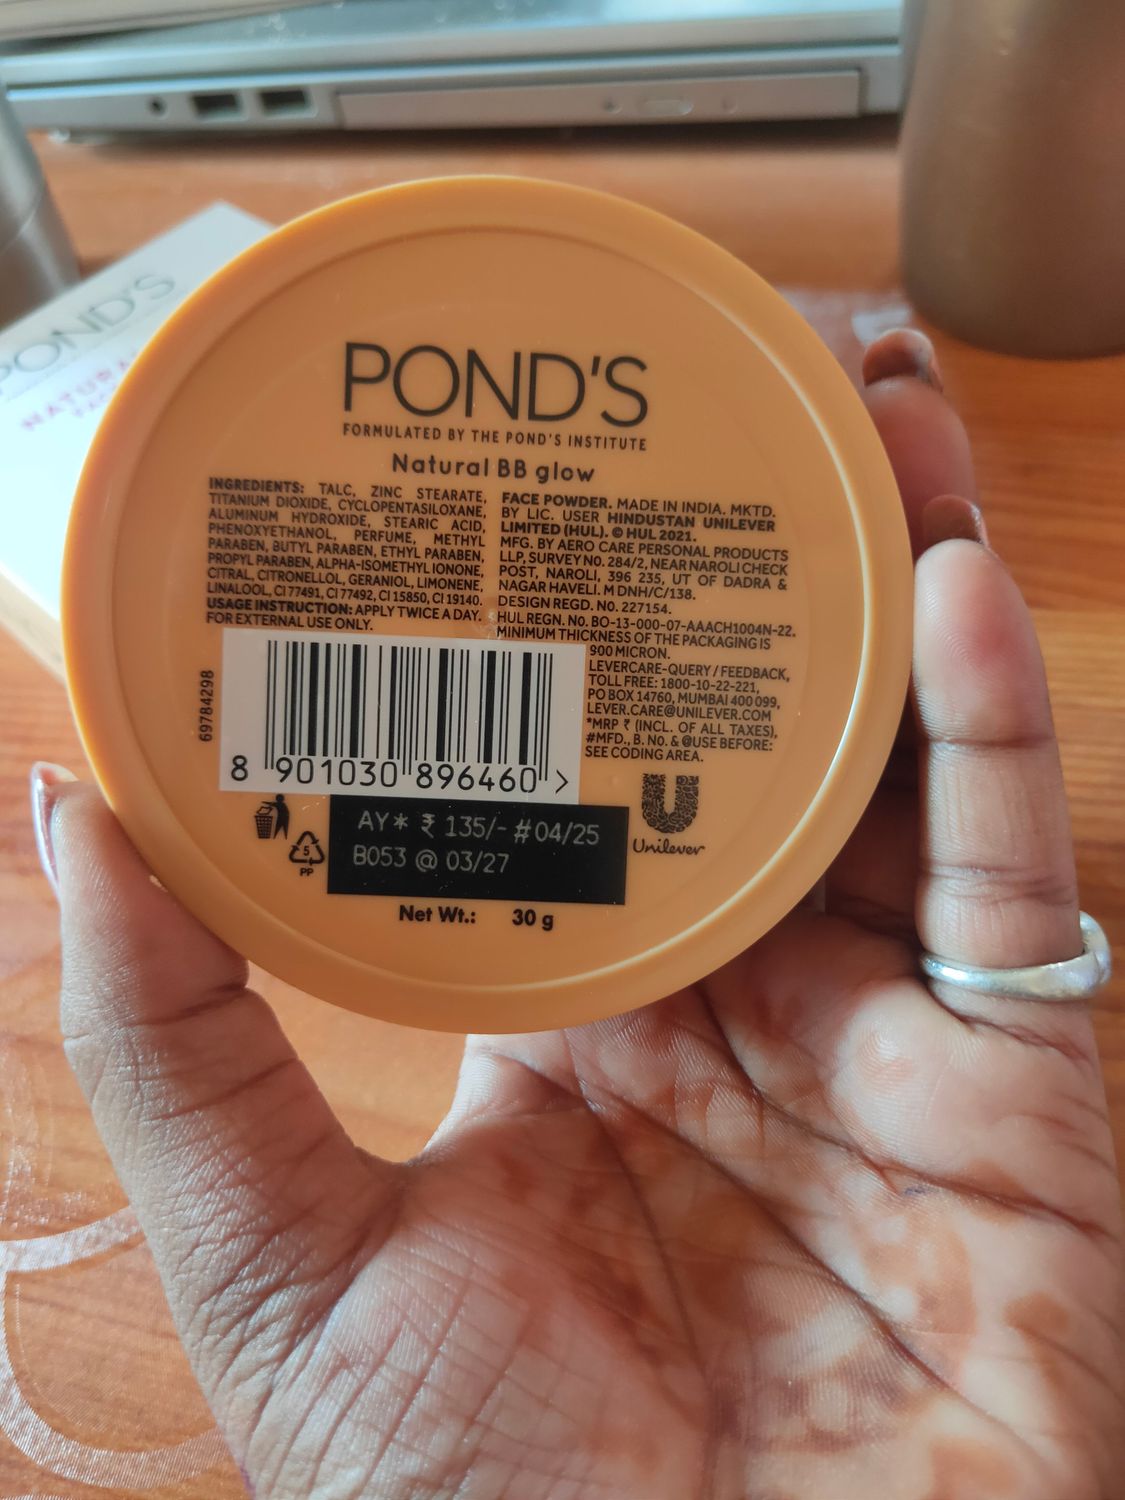 POND'S
NATURAL
POND'S
FORMULATED BY THE POND'S INSTITUTE
Natural BB glow
INGREDIENTS: TALC, ZINC STEARATE,
TITANIUM DIOXIDE, CYCLOPENTASILOXANE,
ALUMINUM HYDROXIDE, STEARIC ACID,
PHENOXYETHANOL, PERFUME, METHYL
PARABEN, BUTYL PARABEN, ETHYL PARABEN,
PROPYL PARABEN, ALPHA-ISOMETHYL IONONE,
CITRAL, CITRONELLOL, GERANIOL, LIMONENE,
LINALOOL, CI 77491, CI 77492, CI 15850, CI 19140.
USAGE INSTRUCTION: APPLY TWICE A DAY.
FOR EXTERNAL USE ONLY.
FACE POWDER. MADE IN INDIA. MKTD.
BY LIC. USER HINDUSTAN UNILEVER
LIMITED (HUL). © HUL 2021.
MFG. BY AERO CARE PERSONAL PRODUCTS
LLP, SURVEY NO. 284/2, NEAR NAROLI CHECK
POST, NAROLI, 396 235, UT OF DADRA &
NAGAR HAVELI. M DNH/C/138.
DESIGN REGD. NO. 227154.
HUL REGN. No. BO-13-000-07-AAACH1004N-22.
MINIMUM THICKNESS OF THE PACKAGING IS
900 MICRON.
LEVERCARE-QUERY / FEEDBACK,
TOLL FREE: 1800-10-22-221,
PO BOX 14760, MUMBAI 400 099,
LEVER.CARE@UNILEVER.COM
*MRP ₹ (INCL. OF ALL TAXES),
#MFD., B. No. & @USE BEFORE:
SEE CODING AREA.
69784298
8 901030 896460 >
AY* ₹ 135/- #04/25
B053 @ 03/27
Unilever
5
PP
Net Wt.: 30 g